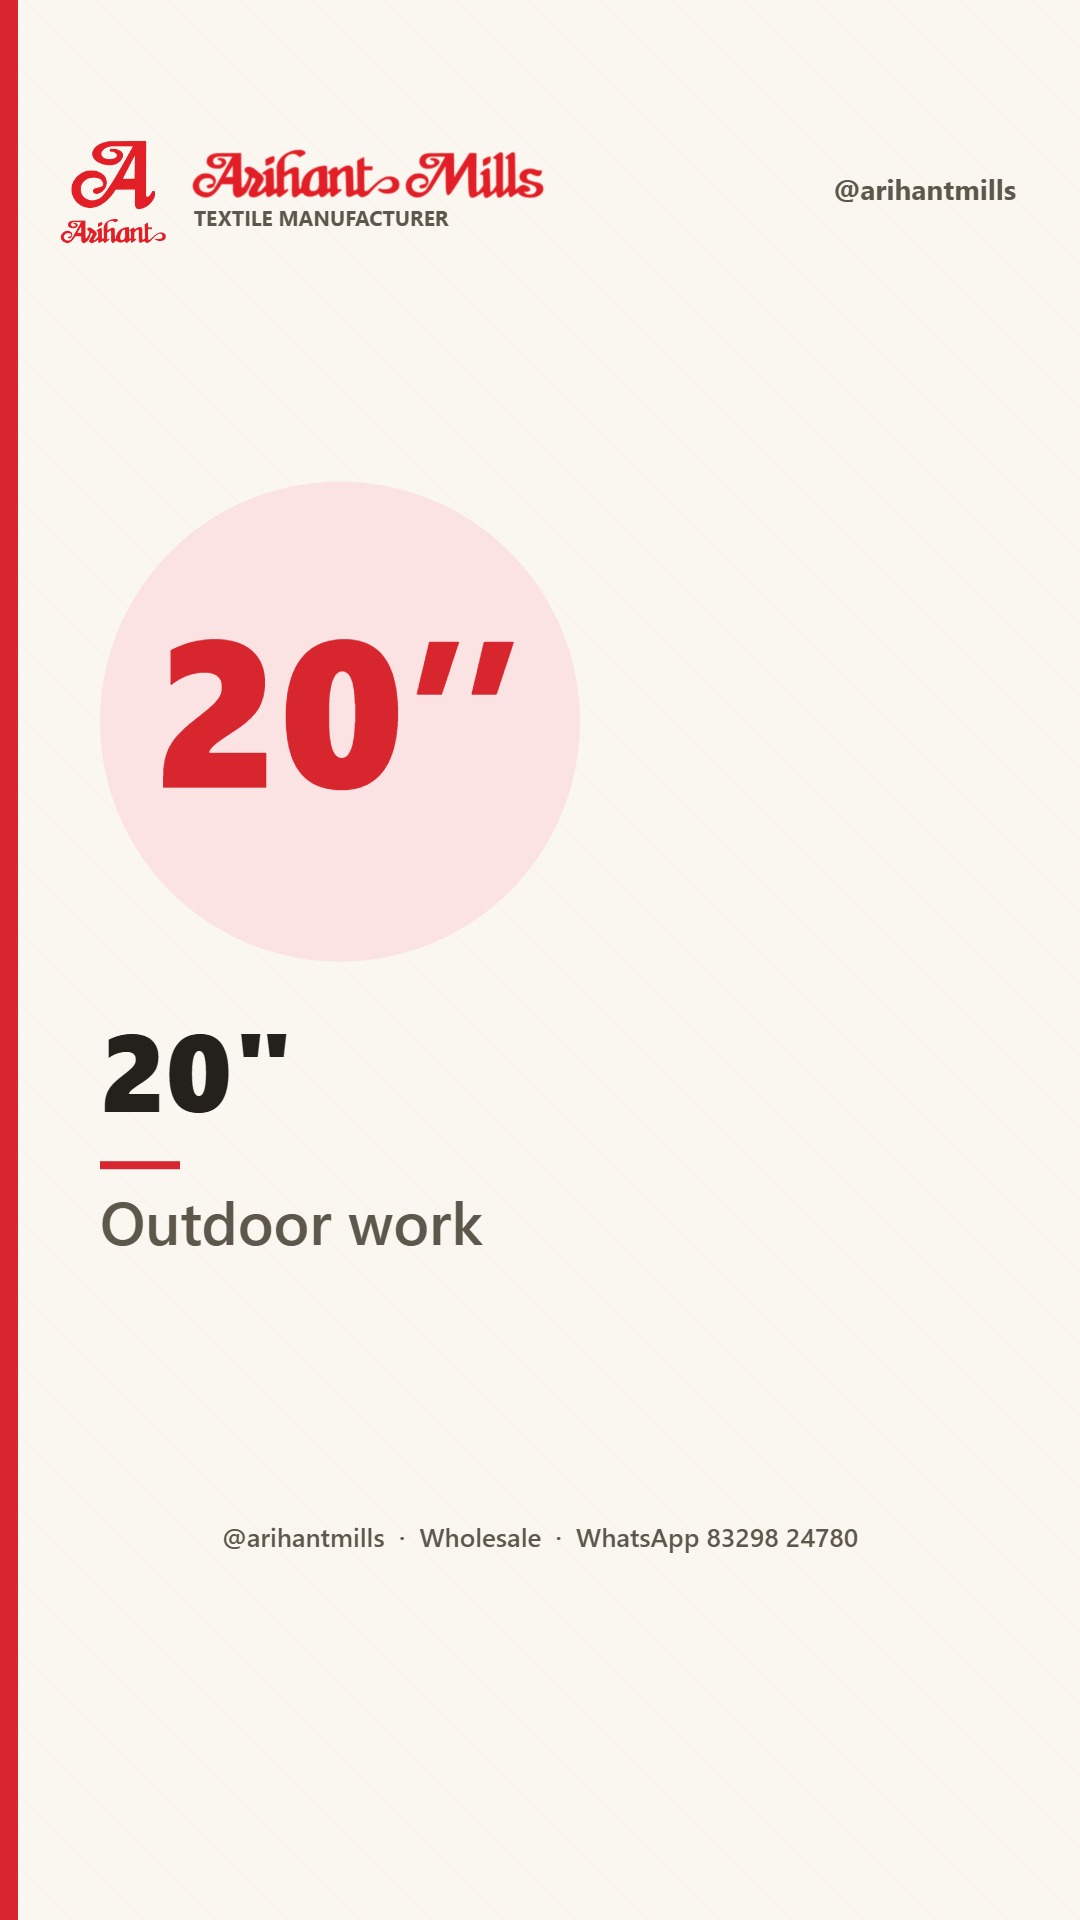 A
Arihant
Arihant Mills
TEXTILE MANUFACTURER
@arihantmills
20″
20"
Outdoor work
@arihantmills · Wholesale · WhatsApp 83298 24780